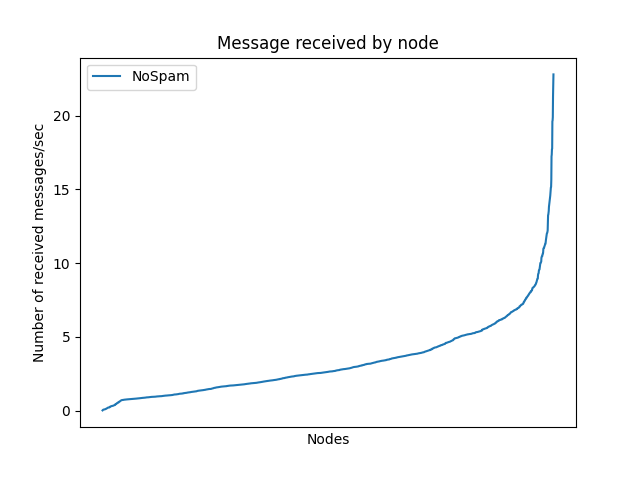 Message received by node
NoSpam
Number of received messages/sec
20
15
10
5
0
Nodes